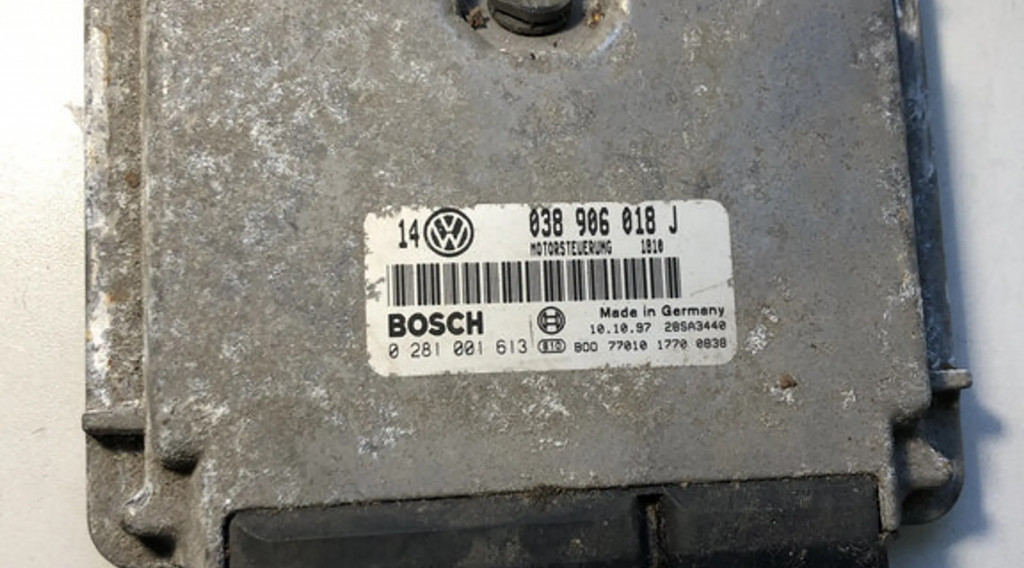 14 038 906 018 J
MOTORSTEUERUNG 1810
Made in Germany
BOSCH 10.10.97 28SA3440
0 281 001 613 810 BOD 77010 1770 0838